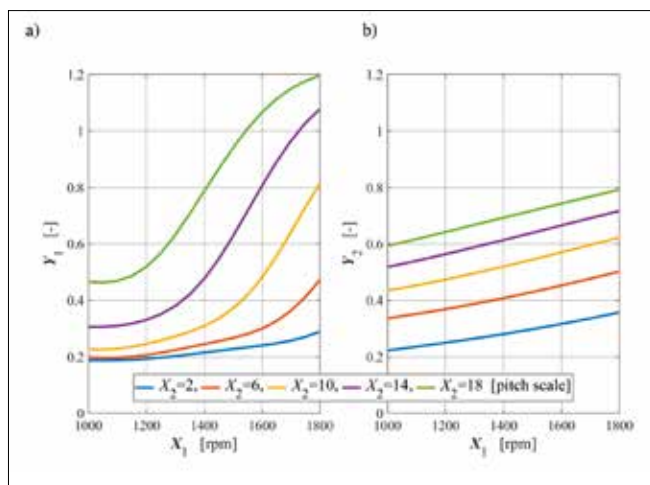 a)
b)
1.2
1
0.8
0.6
0.4
0.2
0
Y1 [-]
1000 1200 1400 1600 1800
X1 [rpm]
1.2
1
0.8
0.6
0.4
0.2
0
Y2 [-]
1000 1200 1400 1600 1800
X1 [rpm]
X2=2, X2=6, X2=10, X2=14, X2=18 [pitch scale]